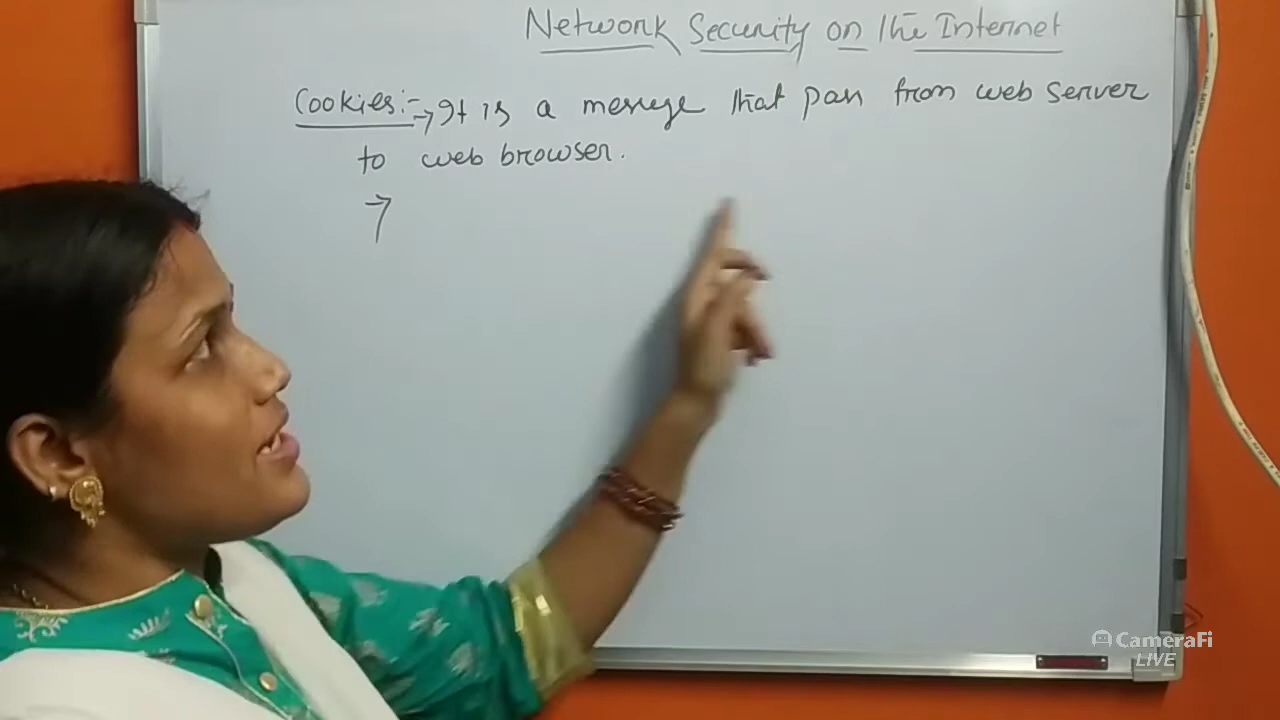 Network Security on the Internet
Cookies:- → It is a message that pass from web server
to web browser.
→
CameraFi
LIVE